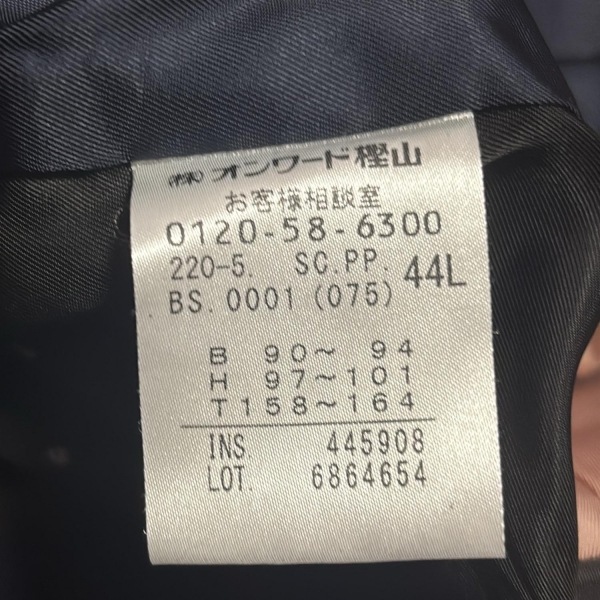 ㈱オンワード樫山
お客様相談室
0120-58-6300
220-5. SC.PP. 44L
BS.0001(075)
B 90〜 94
H 97〜101
T158〜164
INS 445908
LOT. 6864654